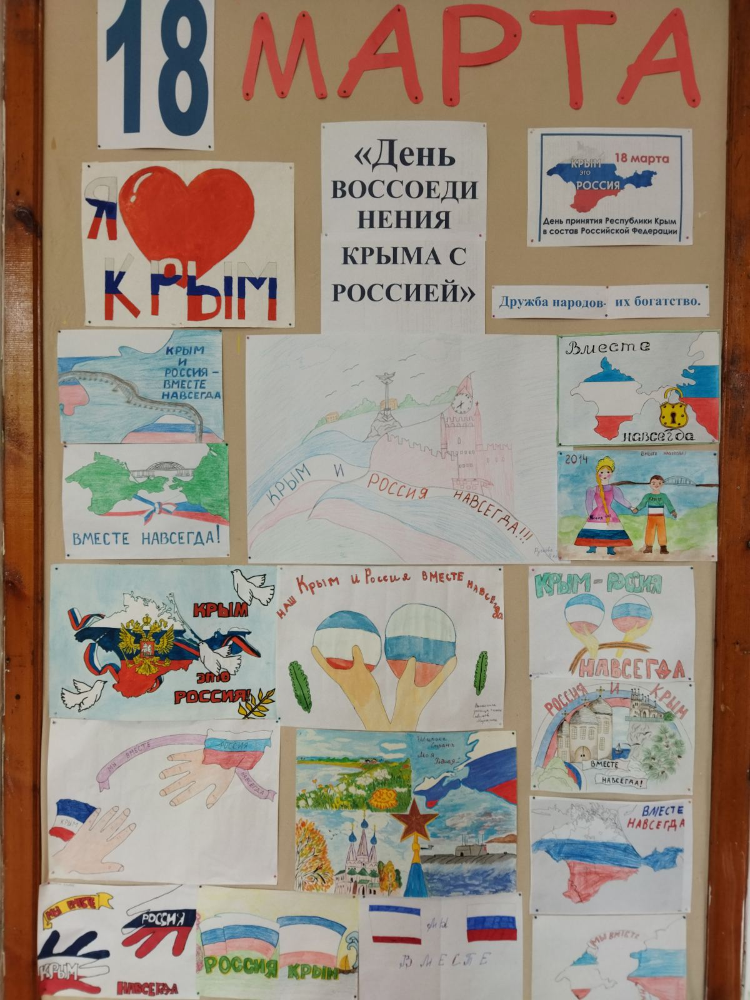 18 МАРТА
«День
ВОССОЕДИ
НЕНИЯ
КРЫМА С
РОССИЕЙ»
18 марта
КРЫМ
ЭТО
РОССИЯ
День принятия Республики Крым
в состав Российской Федерации
Я
КРЫМ
Дружба народов- их богатство.
КРЫМ
И
РОССИЯ -
ВМЕСТЕ
НАВСЕГДА
КРЫМ И РОССИЯ НАВСЕГДА!!!
Вместе
навсегда
ВМЕСТЕ НАВСЕГДА!
2014
ВМЕСТЕ НАВСЕГДА!
КРЫМ
КРЫМ
ЭТО
РОССИЯ!
НАШ Крым и Россия ВМЕСТЕ НАВСЕГДА
КРЫМ - РОССИЯ
НАВСЕГДА
РОССИЯ И КРЫМ
ВМЕСТЕ
НАВСЕГДА!
МЫ ВМЕСТЕ
РОССИЯ
НАВСЕГДА
КРЫМ
Широка
Страна
Моя
Родная...
ВМЕСТЕ
НАВСЕГДА
МЫ ВМЕСТЕ
РОССИЯ
КРЫМ
НАВСЕГДА
РОССИЯ КРЫМ
МЫ
ВМЕСТЕ
МЫ ВМЕСТЕ